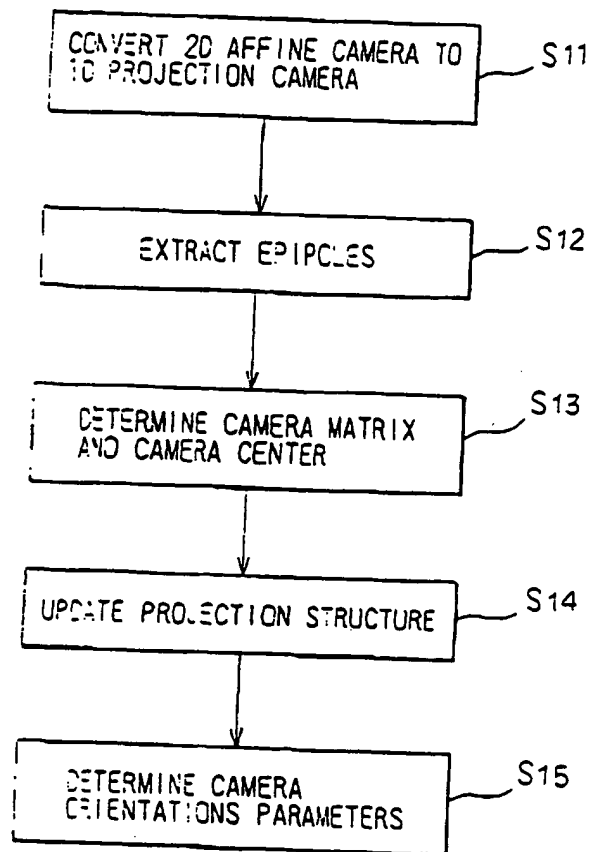 CONVERT 2D AFFINE CAMERA TO
1D PROJECTION CAMERA
S11
EXTRACT EPIPOLES
S12
DETERMINE CAMERA MATRIX
AND CAMERA CENTER
S13
UPDATE PROJECTION STRUCTURE
S14
DETERMINE CAMERA
ORIENTATIONS PARAMETERS
S15